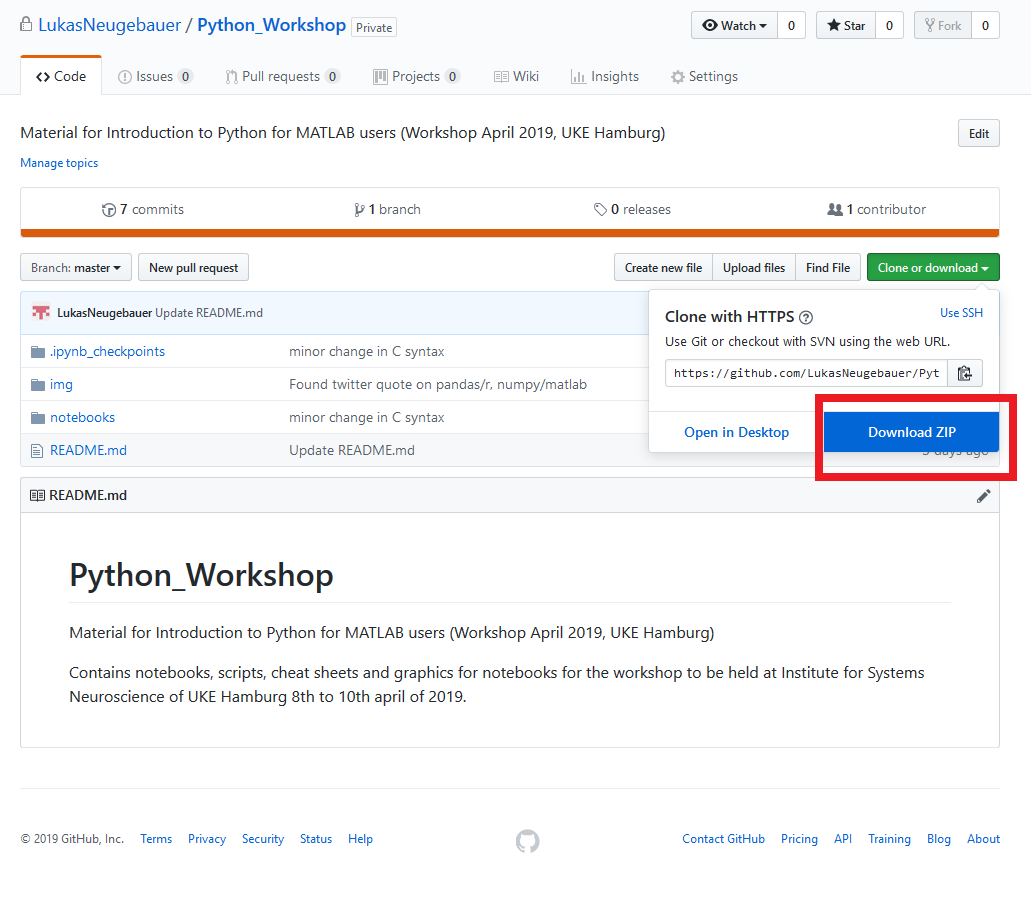 LukasNeugebauer / Python_Workshop Private
Watch 0 Star 0 Fork 0
Code Issues 0 Pull requests 0 Projects 0 Wiki Insights Settings
Material for Introduction to Python for MATLAB users (Workshop April 2019, UKE Hamburg) Edit
Manage topics
7 commits 1 branch 0 releases 1 contributor
Branch: master New pull request Create new file Upload files Find File Clone or download
LukasNeugebauer Update README.md
.ipynb_checkpoints minor change in C syntax
img Found twitter quote on pandas/r, numpy/matlab
notebooks minor change in C syntax
README.md Update README.md
Clone with HTTPS Use SSH
Use Git or checkout with SVN using the web URL.
https://github.com/LukasNeugebauer/Pyt
Open in Desktop Download ZIP
days ago
README.md
Python_Workshop
Material for Introduction to Python for MATLAB users (Workshop April 2019, UKE Hamburg)
Contains notebooks, scripts, cheat sheets and graphics for notebooks for the workshop to be held at Institute for Systems
Neuroscience of UKE Hamburg 8th to 10th april of 2019.
© 2019 GitHub, Inc. Terms Privacy Security Status Help Contact GitHub Pricing API Training Blog About